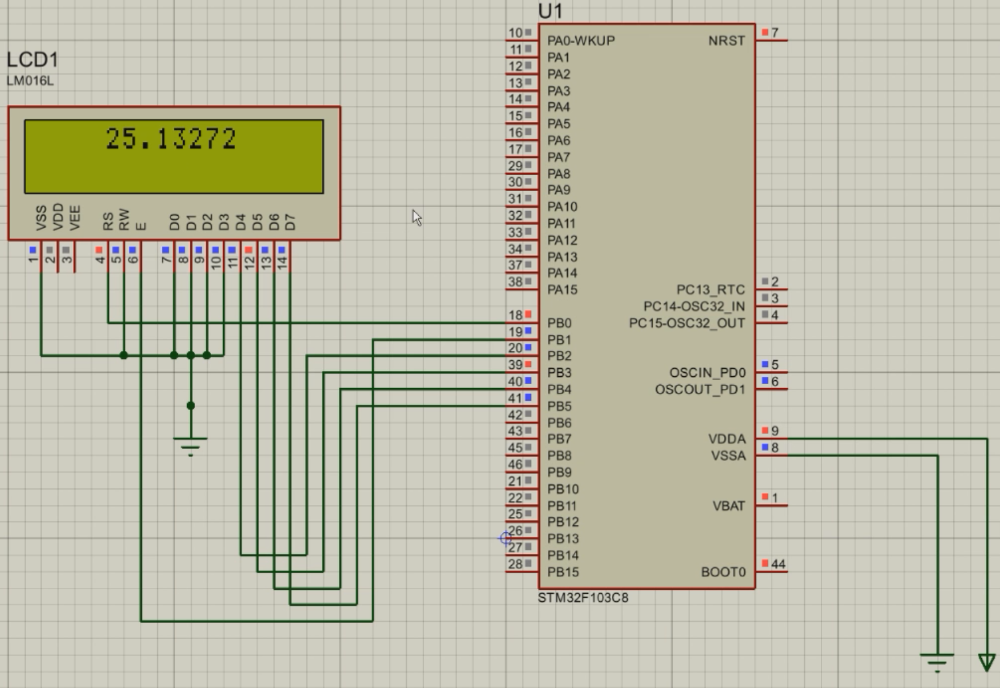 LCD1
LM016L
25.13272
VSS
VDD
VEE
RS
RW
E
D0
D1
D2
D3
D4
D5
D6
D7
1
2
3
4
5
6
7
8
9
10
11
12
13
14
U1
10 PA0-WKUP
11 PA1
12 PA2
13 PA3
14 PA4
15 PA5
16 PA6
17 PA7
29 PA8
30 PA9
31 PA10
32 PA11
33 PA12
34 PA13
37 PA14
38 PA15
18 PB0
19 PB1
20 PB2
39 PB3
40 PB4
41 PB5
42 PB6
43 PB7
45 PB8
46 PB9
21 PB10
22 PB11
25 PB12
26 PB13
27 PB14
28 PB15
NRST 7
PC13_RTC 2
PC14-OSC32_IN 3
PC15-OSC32_OUT 4
OSCIN_PD0 5
OSCOUT_PD1 6
VDDA 9
VSSA 8
VBAT 1
BOOT0 44
STM32F103C8